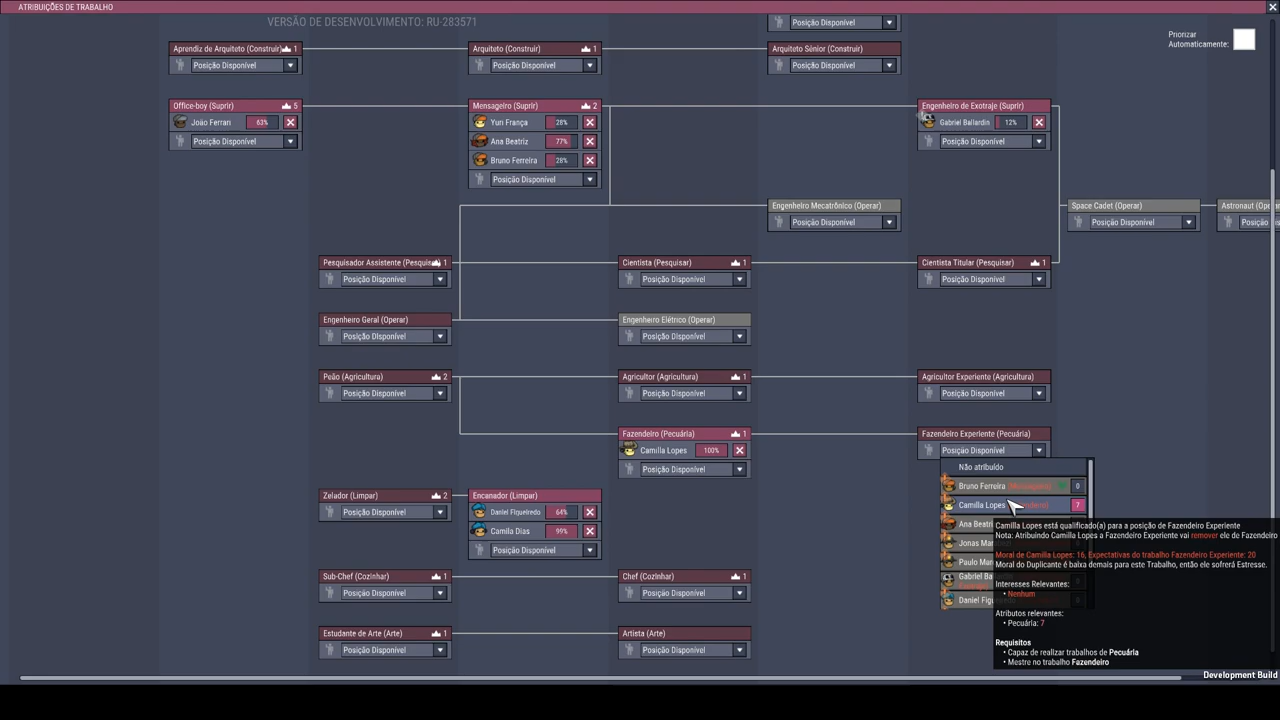 ATRIBUIÇÕES DE TRABALHO
VERSÃO DE DESENVOLVIMENTO: RU-283571
Priorizar
Automaticamente:
Aprendiz de Arquiteto (Construir) 1
Posição Disponível
Arquiteto (Construir) 1
Posição Disponível
Arquiteto Sênior (Construir)
Posição Disponível
Office-boy (Suprir) 5
João Ferrari 63%
Posição Disponível
Mensageiro (Suprir) 2
Yuri França 28%
Ana Beatriz 77%
Bruno Ferreira 28%
Posição Disponível
Engenheiro de Exotraje (Suprir)
Gabriel Ballardin 12%
Posição Disponível
Engenheiro Mecatrônico (Operar)
Posição Disponível
Space Cadet (Operar)
Posição Disponível
Astronaut
Pesquisador Assistente 1
Posição Disponível
Cientista (Pesquisar)
Posição Disponível
Cientista Titular (Pesquisar) 1
Posição Disponível
Engenheiro Geral (Operar)
Posição Disponível
Engenheiro Elétrico (Operar)
Posição Disponível
Peão (Agricultura) 2
Posição Disponível
Agricultor (Agricultura) 1
Posição Disponível
Agricultor Experiente (Agricultura)
Posição Disponível
Fazendeiro (Pecuária) 1
Camilla Lopes 100%
Posição Disponível
Fazendeiro Experiente (Pecuária)
Posição Disponível
Não atribuído
Bruno Ferreira (Mensageiro) 0
Camilla Lopes 7
Ana Beatriz
Jonas
Paulo
Gabriel
Daniel
Camilla Lopes está qualificado(a) para a posição de Fazendeiro Experiente
Nota: Atribuindo Camilla Lopes a Fazendeiro Experiente vai remover ele de Fazendeiro
Moral de Camilla Lopes: 16, Expectativas do trabalho Fazendeiro Experiente: 20
Moral do Duplicante é baixa demais para este Trabalho, então ele sofrerá Estresse.
Interesses Relevantes:
• Nenhum
Atributos relevantes:
• Pecuária: 7
Requisitos
• Capaz de realizar trabalhos de Pecuária
• Mestre no trabalho Fazendeiro
Zelador (Limpar) 2
Posição Disponível
Encanador (Limpar)
Daniel Figueiredo 64%
Camila Dias 99%
Posição Disponível
Sub-Chef (Cozinhar) 1
Posição Disponível
Chef (Cozinhar)
Posição Disponível
Estudante de Arte (Arte) 1
Posição Disponível
Artista (Arte)
Posição Disponível
Development Build